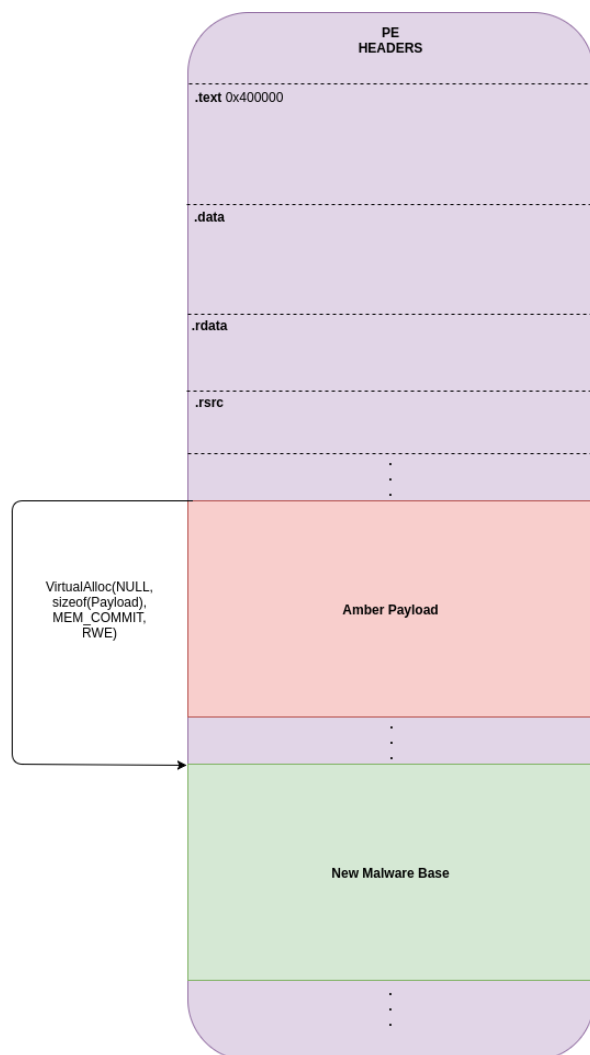 PE
HEADERS
.text 0x400000
.data
.rdata
.rsrc
.
.
.
VirtualAlloc(NULL,
sizeof(Payload),
MEM_COMMIT,
RWE)
Amber Payload
.
.
.
New Malware Base
.
.
.